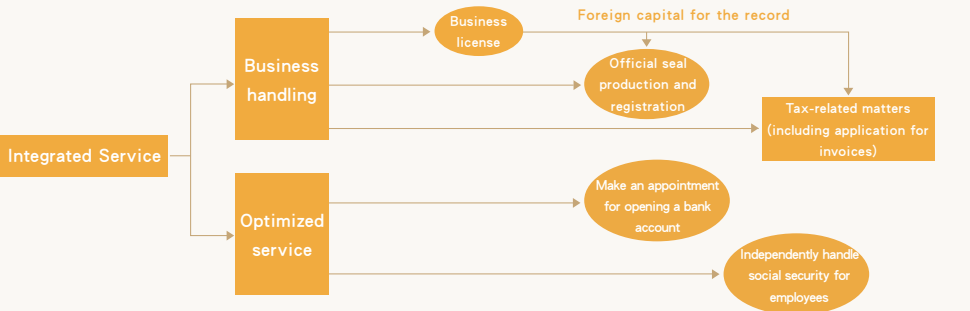 Foreign capital for the record
Business
license
Business
handling
Official seal
production and
registration
Tax-related matters
(including application for
invoices)
Integrated Service
Optimized
service
Make an appointment
for opening a bank
account
Independently handle
social security for
employees